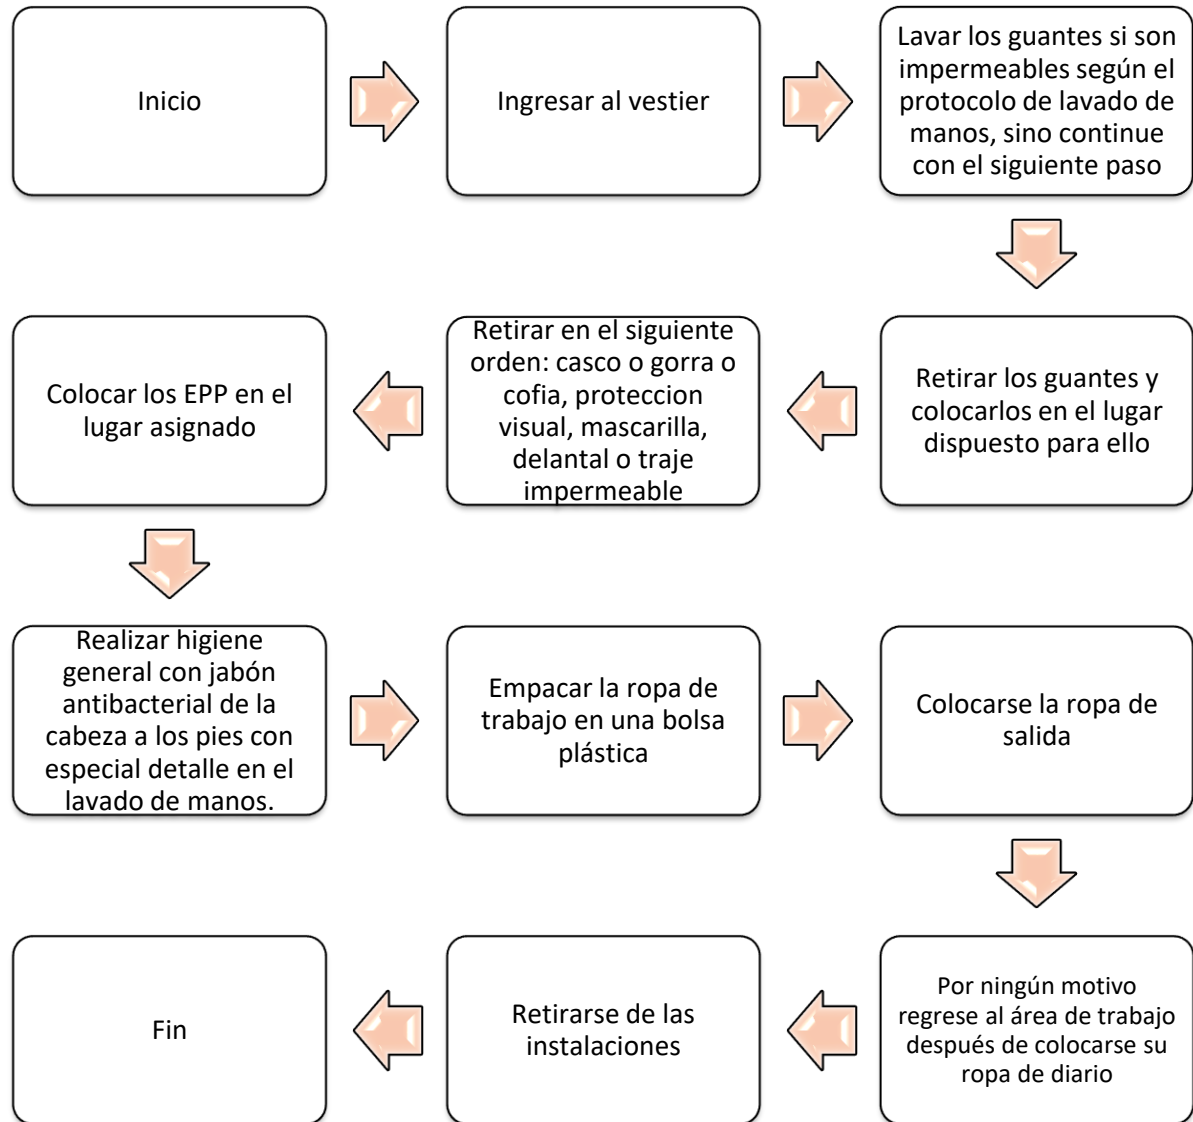 Inicio
Ingresar al vestier
Lavar los guantes si son
impermeables según el
protocolo de lavado de
manos, sino continue
con el siguiente paso
Retirar los guantes y
colocarlos en el lugar
dispuesto para ello
Retirar en el siguiente
orden: casco o gorra o
cofia, proteccion
visual, mascarilla,
delantal o traje
impermeable
Colocar los EPP en el
lugar asignado
Realizar higiene
general con jabón
antibacterial de la
cabeza a los pies con
especial detalle en el
lavado de manos.
Empacar la ropa de
trabajo en una bolsa
plástica
Colocarse la ropa de
salida
Por ningún motivo
regrese al área de trabajo
después de colocarse su
ropa de diario
Retirarse de las
instalaciones
Fin